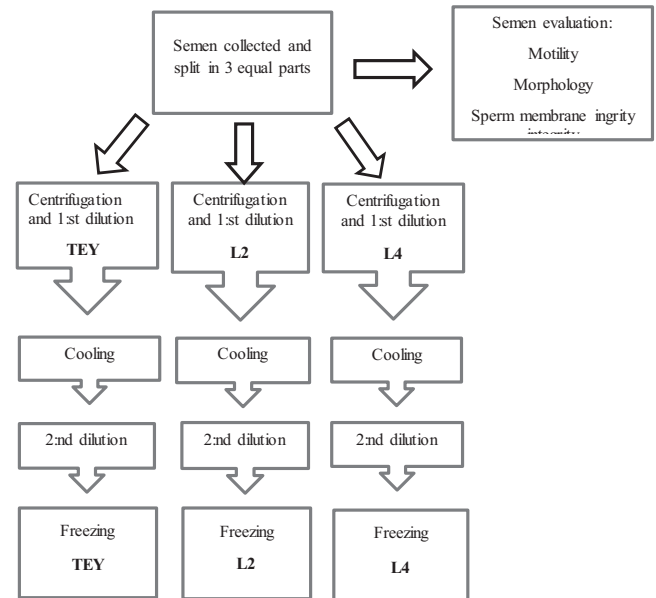 Semen collected and
split in 3 equal parts
Semen evaluation:
Motility
Morphology
Sperm membrane ingrity
integrity
Centrifugation
and 1:st dilution
TEY
Centrifugation
and 1:st dilution
L2
Centrifugation
and 1:st dilution
L4
Cooling
Cooling
Cooling
2:nd dilution
2:nd dilution
2:nd dilution
Freezing
TEY
Freezing
L2
Freezing
L4